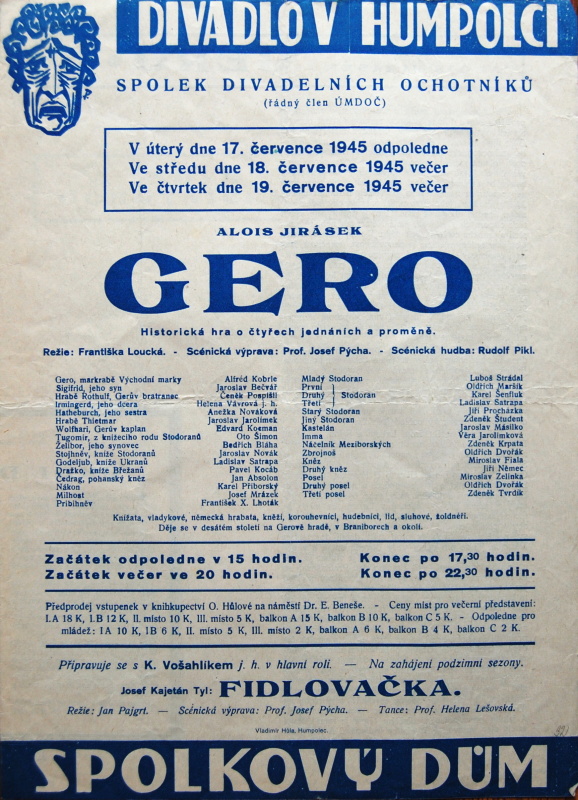 DIVADLO V HUMPOLCI
SPOLEK DIVADELNÍCH OCHOTNÍKŮ
(řádný člen ÚMDOČ)
V úterý dne 17. července 1945 odpoledne
Ve středu dne 18. července 1945 večer
Ve čtvrtek dne 19. července 1945 večer
ALOIS JIRÁSEK
GERO
Historická hra o čtyřech jednáních a proměně.
Režie: Františka Loucká. - Scénická výprava: Prof. Josef Pýcha. - Scénická hudba: Rudolf Pikl.
Gero, markrabě Východní marky Alfréd Kobrle
Sigifrid, jeho syn Jaroslav Bečvář
Hrabě Rothulf, Gerův bratranec Čeněk Pospíšil
Irmingerd, jeho dcera Helena Vávrová j. h.
Hatheburch, jeho sestra Anežka Nováková
Hrabě Thietmar Jaroslav Jarolímek
Wolfhari, Gerův kaplan Edvard Koeman
Tugomír, z knížecího rodu Stodoranů Oto Šimon
Želibor, jeho synovec Bedřich Bláha
Stojhněv, kníže Stodoranů Jaroslav Novák
Godeljub, kníže Ukranů Ladislav Satrapa
Dražko, kníže Břežanů Pavel Kocáb
Čedrag, pohanský kněz Jan Absolon
Nákon Karel Příborský
Milhost Josef Mrázek
Pribihněv František X. Lhoták
Mladý Stodoran Luboš Strádal
První } Stodoran Oldřich Maršík
Druhý Karel Šenfluk
Třetí Ladislav Satrapa
Starý Stodoran Jiří Procházka
Jiný Stodoran Zdeněk Student
Kastelán Jaroslav Másilko
Imma Věra Jarolímková
Náčelník Meziborských Zdeněk Krpata
Zbrojnoš Oldřich Dvořák
Kněz Miroslav Fiala
Druhý kněz Jiří Němec
Posel Miroslav Zelinka
Druhý posel Oldřich Dvořák
Třetí posel Zdeněk Tvrdík
Knížata, vladykové, německá hrabata, kněží, korouhevníci, hudebníci, lid, sluhové, žoldnéři.
Děje se v desátém století na Gerově hradě, v Braniborech a okolí.
Začátek odpoledne v 15 hodin. Konec po 17,30 hodin.
Začátek večer ve 20 hodin. Konec po 22,30 hodin.
Předprodej vstupenek v knihkupectví O. Hůlové na náměstí Dr. E. Beneše. - Ceny míst pro večerní představení:
I.A 18 K, I.B 12 K, II. místo 10 K, III. místo 5 K, balkon A 15 K, balkon B 10 K, balkon C 5 K. - Odpoledne pro
mládež: 1A 10 K, 1B 6 K, II. místo 5 K, III. místo 2 K, balkon A 6 K, balkon B 4 K, balkon C 2 K.
Připravuje se s K. Vošahlíkem j. h. v hlavní roli. — Na zahájení podzimní sezony.
Josef Kajetán Tyl: FIDLOVAČKA.
Režie: Jan Pajgrt. — Scénická výprava: Prof. Josef Pýcha. — Tance: Prof. Helena Lešovská.
Vladimír Hůla, Humpolec.
SPOLKOVÝ DŮM